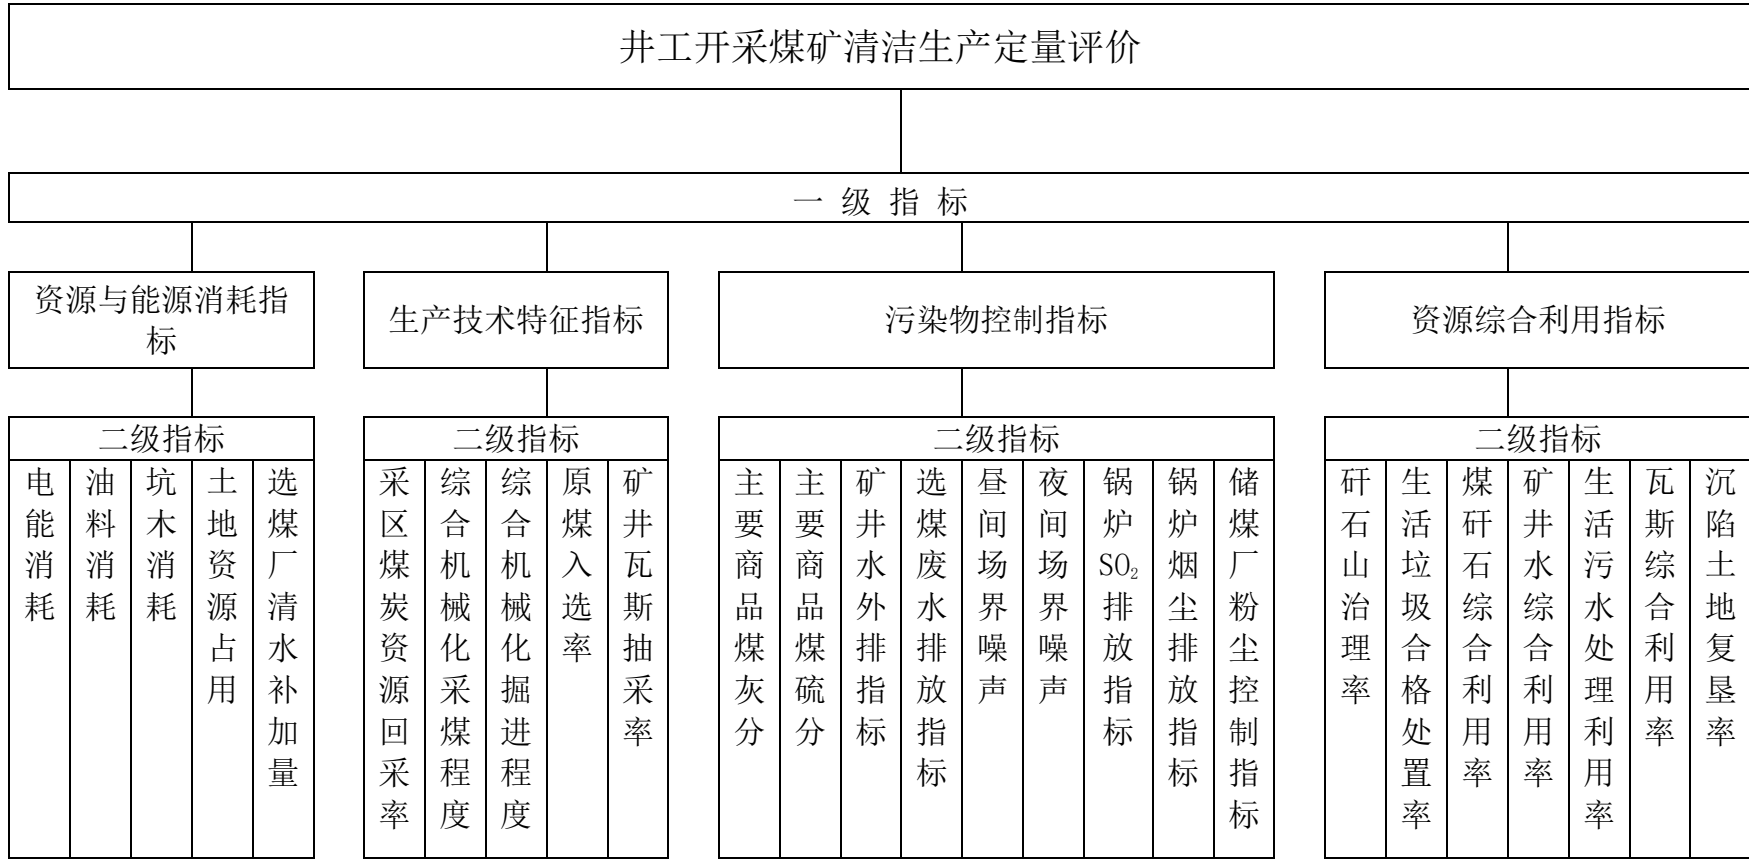 井工开采煤矿清洁生产定量评价
一 级 指 标
资源与能源消耗指
标
生产技术特征指标
污染物控制指标
资源综合利用指标
二级指标
电能消耗
油料消耗
坑木消耗
土地资源占用
选煤厂清水补加量
二级指标
采区煤炭资源回采率
综合机械化采煤程度
综合机械化掘进程度
原煤入选率
矿井瓦斯抽采率
二级指标
主要商品煤灰分
主要商品煤硫分
矿井水外排指标
选煤废水排放指标
昼间场界噪声
夜间场界噪声
锅炉SO₂排放指标
锅炉烟尘排放指标
储煤厂粉尘控制指标
二级指标
矸石山治理率
生活垃圾合格处置率
煤矸石综合利用率
矿井水综合利用率
生活污水处理利用率
瓦斯综合利用率
沉陷土地复垦率